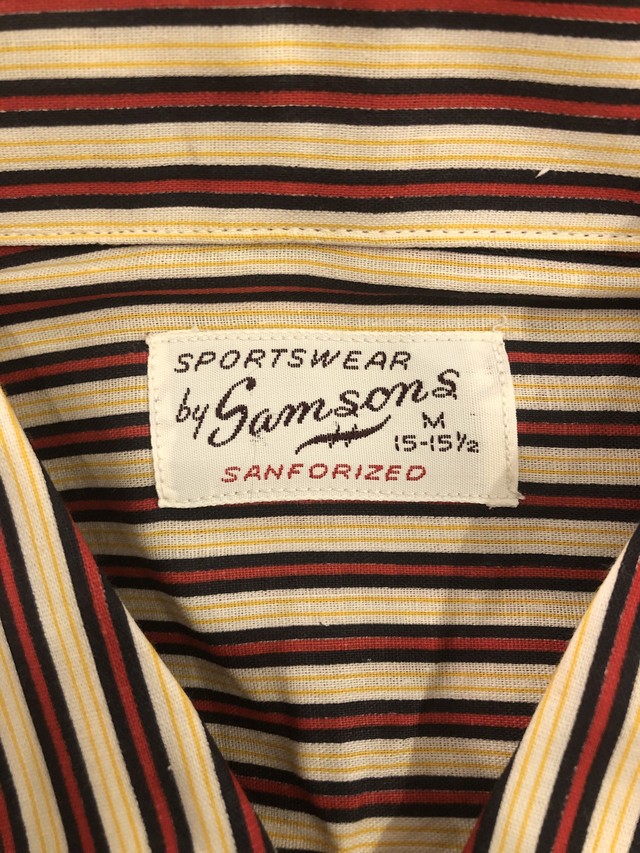 SPORTSWEAR
by Samsons
M
15-15½
SANFORIZED